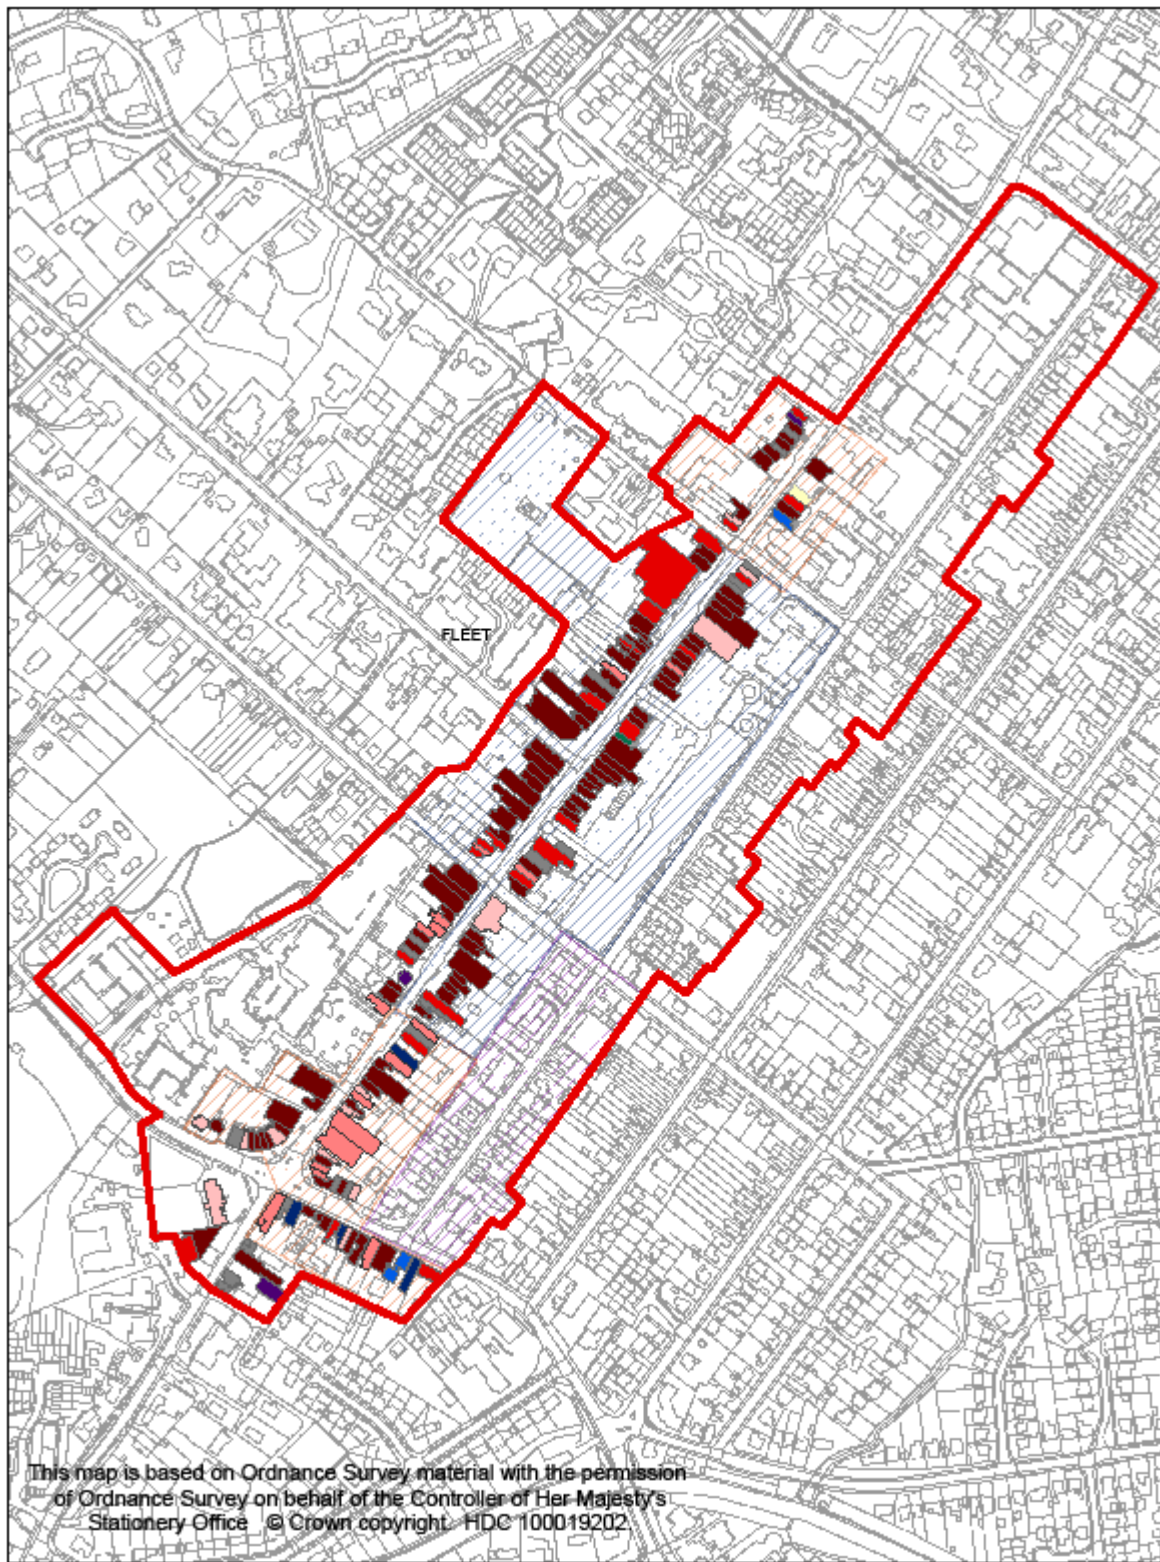 FLEET
This map is based on Ordnance Survey material with the permission
of Ordnance Survey on behalf of the Controller of Her Majesty's
Stationery Office © Crown copyright. HDC 100019202.